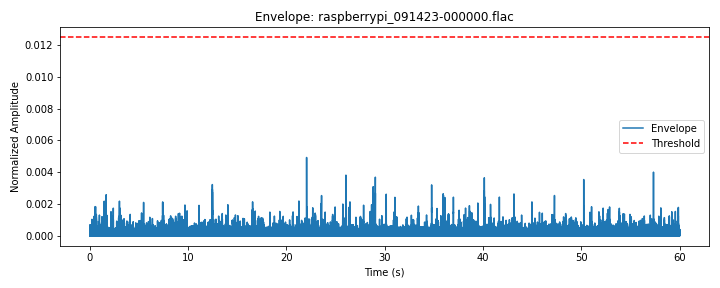 Envelope: raspberrypi_091423-000000.flac
Normalized Amplitude
0.012
0.010
0.008
0.006
0.004
0.002
0.000
Envelope
Threshold
0 10 20 30 40 50 60
Time (s)